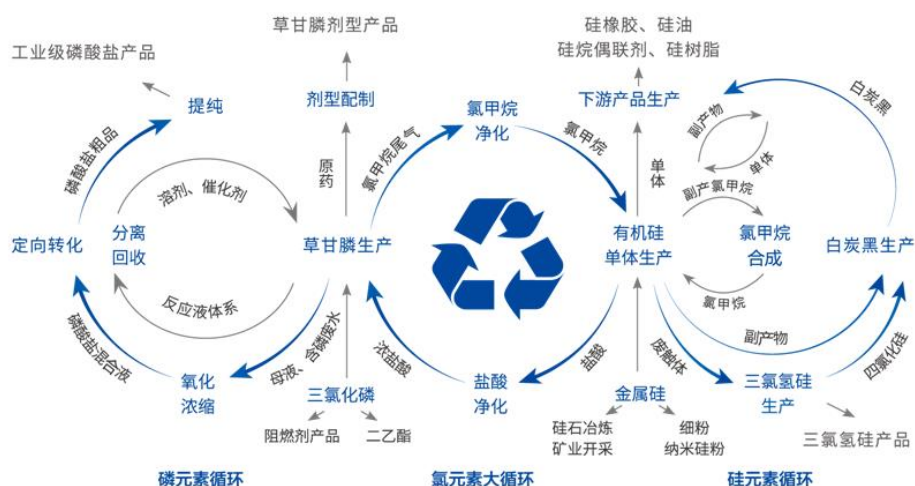 草甘膦剂型产品
硅橡胶、硅油
硅烷偶联剂、硅树脂
工业级磷酸盐产品
提纯
剂型配制
氯甲烷
净化
下游产品生产
白炭黑
磷酸盐粗品
溶剂、催化剂
原药
氯甲烷尾气
氯甲烷
单体
副产物
单体
副产氯甲烷
定向转化
分离
回收
草甘膦生产
有机硅
单体生产
氯甲烷
合成
白炭黑生产
反应液体系
氯甲烷
磷酸盐混合液
母液、含磷废水
浓盐酸
盐酸
废触体
副产物
四氯化硅
氧化
浓缩
三氯化磷
盐酸
净化
金属硅
三氯氢硅
生产
阻燃剂产品
二乙酯
硅石冶炼
矿业开采
细粉
纳米硅粉
三氯氢硅产品
磷元素循环
氯元素大循环
硅元素循环